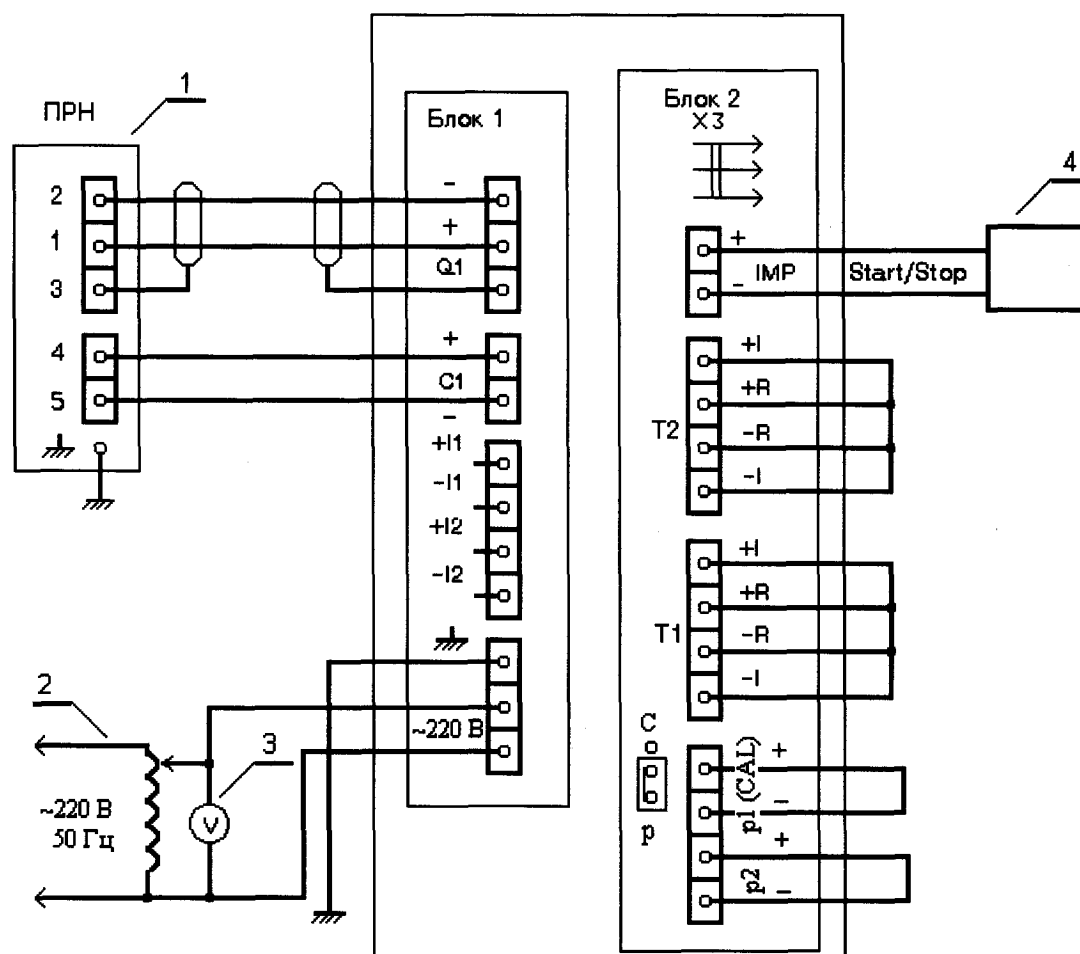 1
ПРН
2
1
3
4
5
Блок 1
-
+
Q1
+
C1
-
+I1
-I1
+I2
-I2
~220 В
2
3
V
~220 В
50 Гц
Блок 2
X3
+
IMP
-
Start/Stop
4
+I
+R
T2
-R
-I
+I
+R
T1
-R
-I
C
p
+
p1 (CAL)
-
+
p2
-